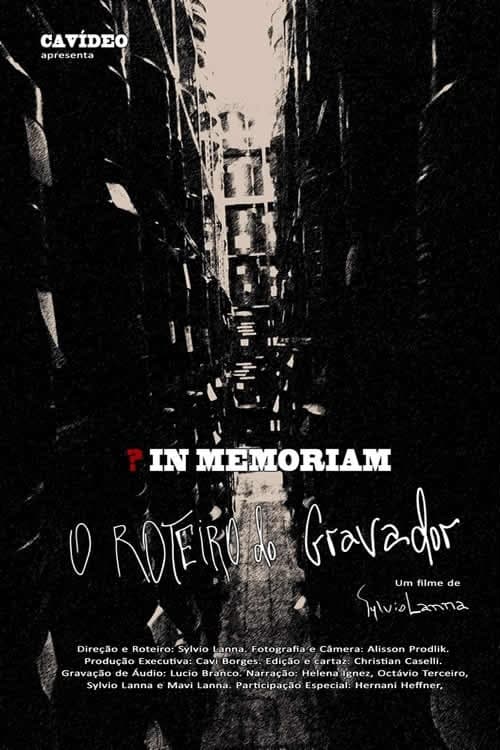 CAVÍDEO
apresenta
? IN MEMORIAM
O ROTEIRO do Gravador
Um filme de
Sylvio Lanna
Direção e Roteiro: Sylvio Lanna. Fotografia e Câmera: Alisson Prodlik.
Produção Executiva: Cavi Borges. Edição e cartaz: Christian Caselli.
Gravação de Áudio: Lucio Branco. Narração: Helena Ignez, Octávio Terceiro,
Sylvio Lanna e Mavi Lanna. Participação Especial: Hernani Heffner,